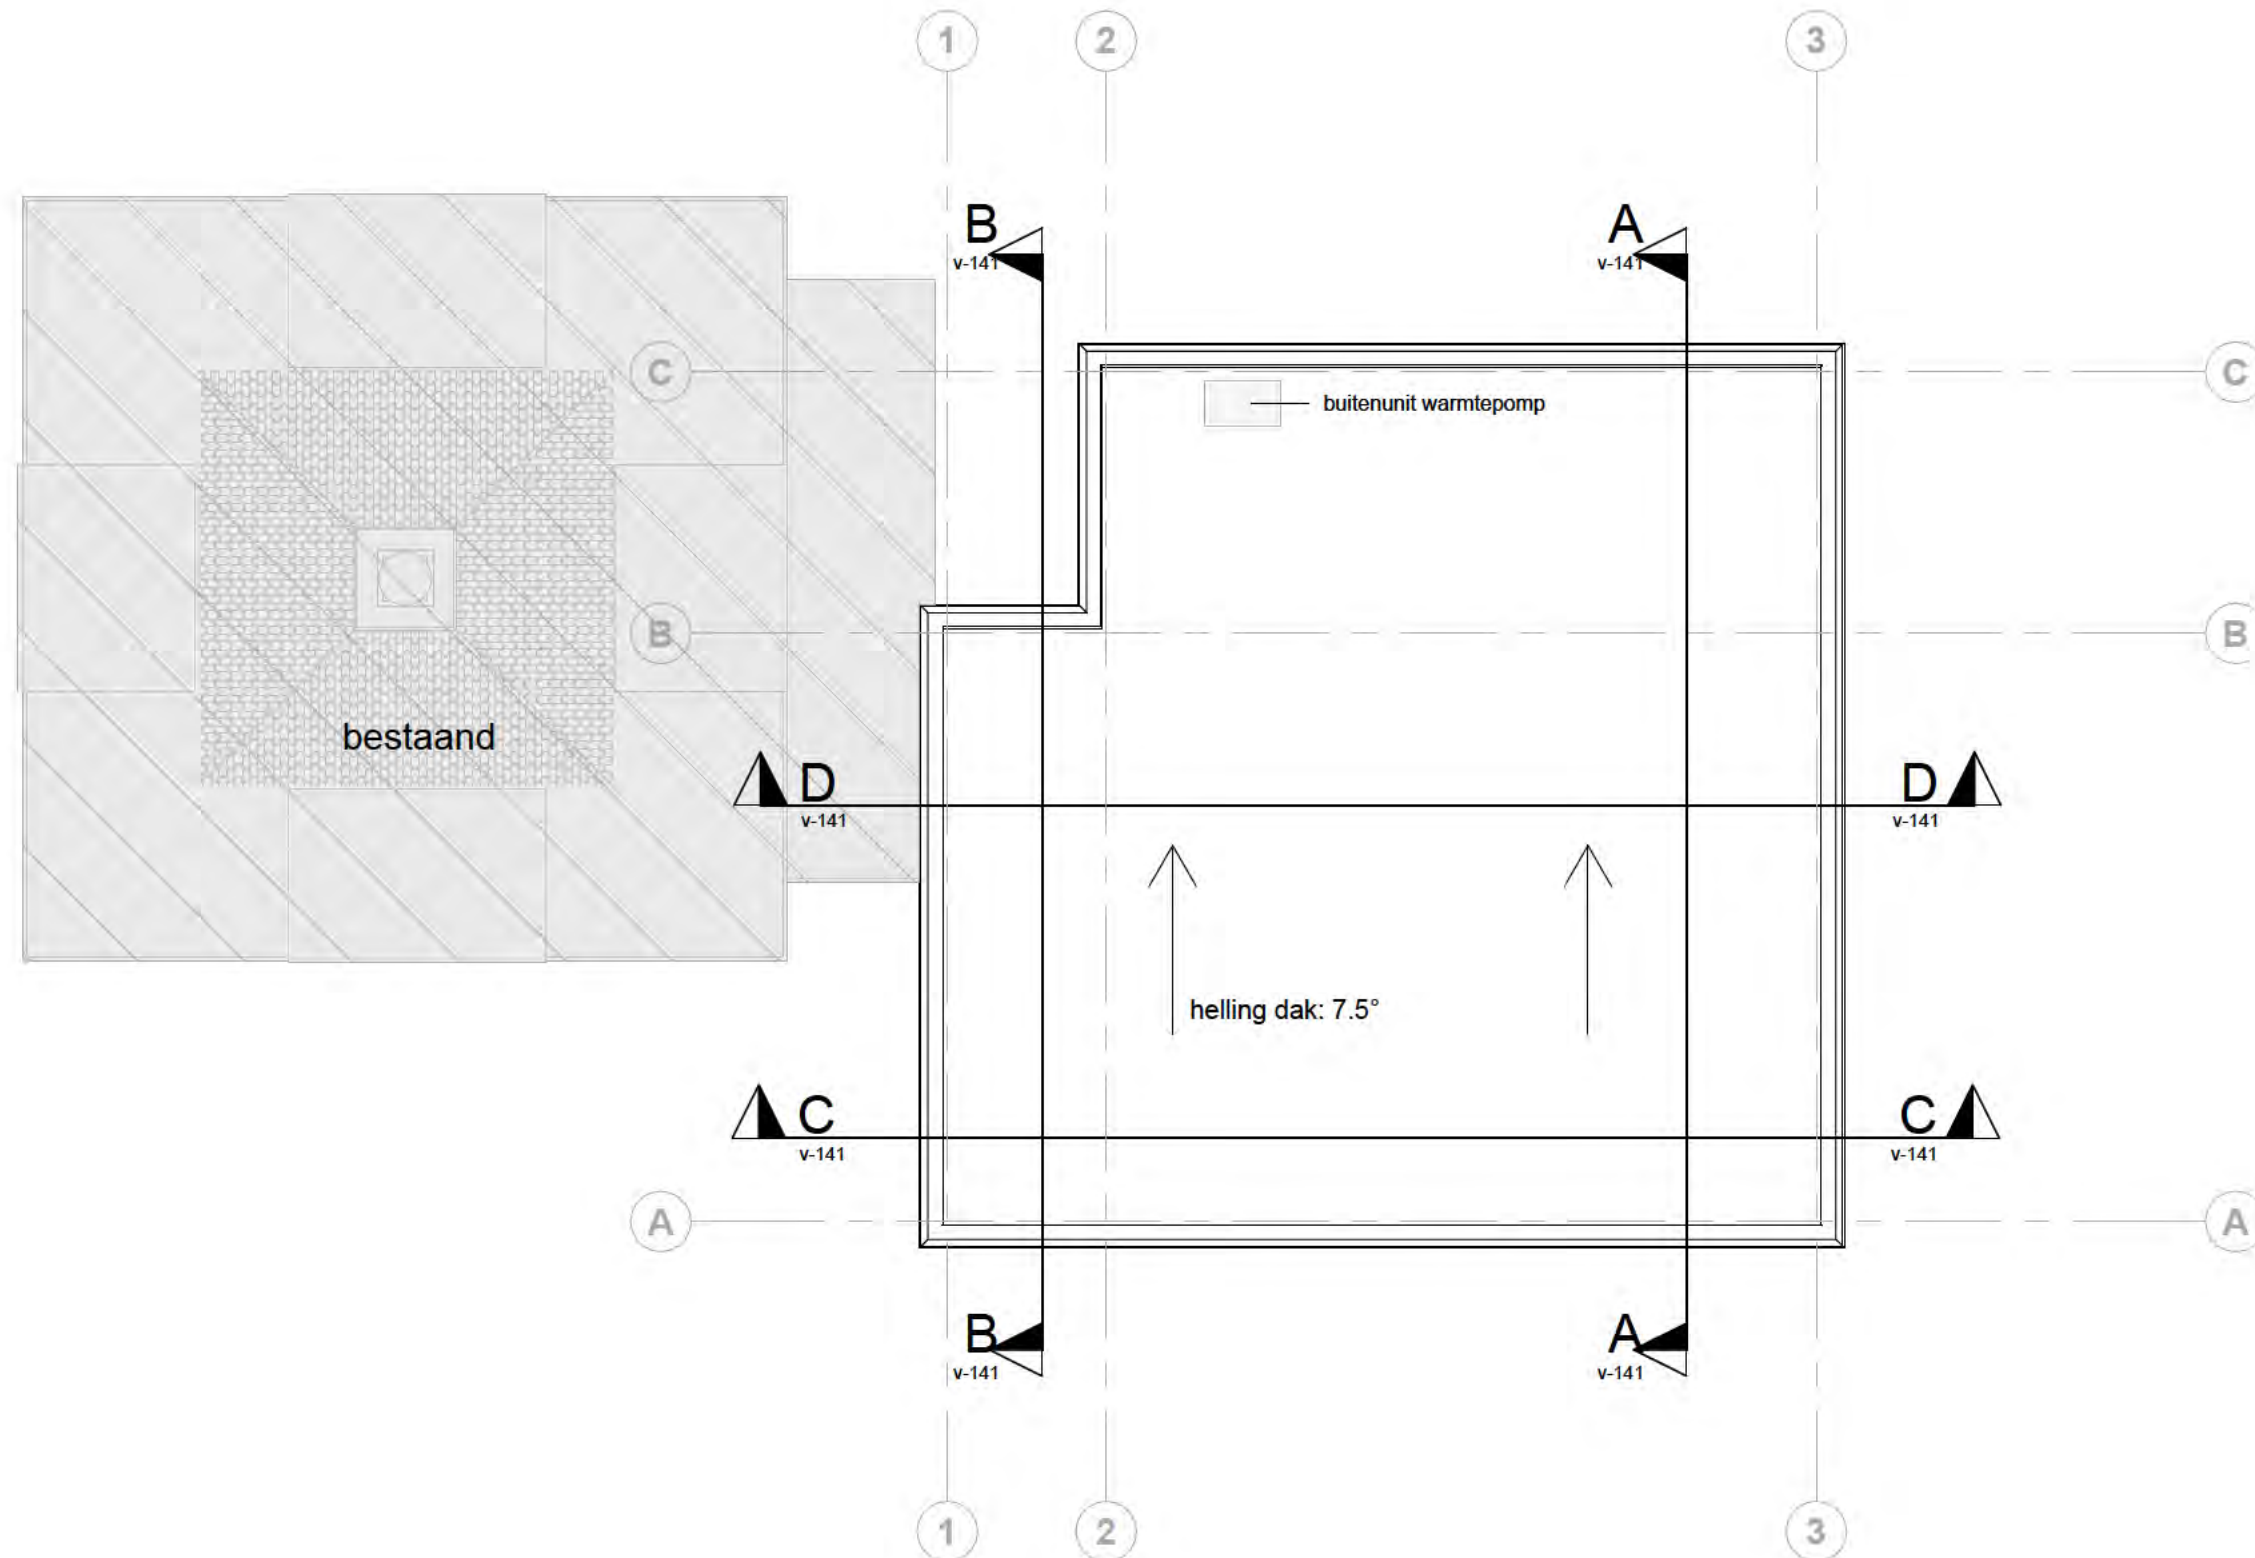 1 2 3
B A
v-141 v-141
C C
buitenunit warmtepomp
B B
bestaand
D D
v-141 v-141
helling dak: 7.5°
C C
v-141 v-141
A A
B A
v-141 v-141
1 2 3